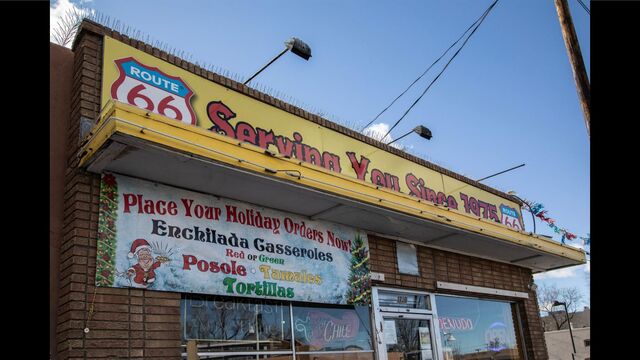 ROUTE
66
Serving You Since 1975
ROUTE
66
Place Your Holiday Orders Now!
Enchilada Casseroles
Red or Green
Posole · Tamales
Tortillas
CHILE
MENUDO